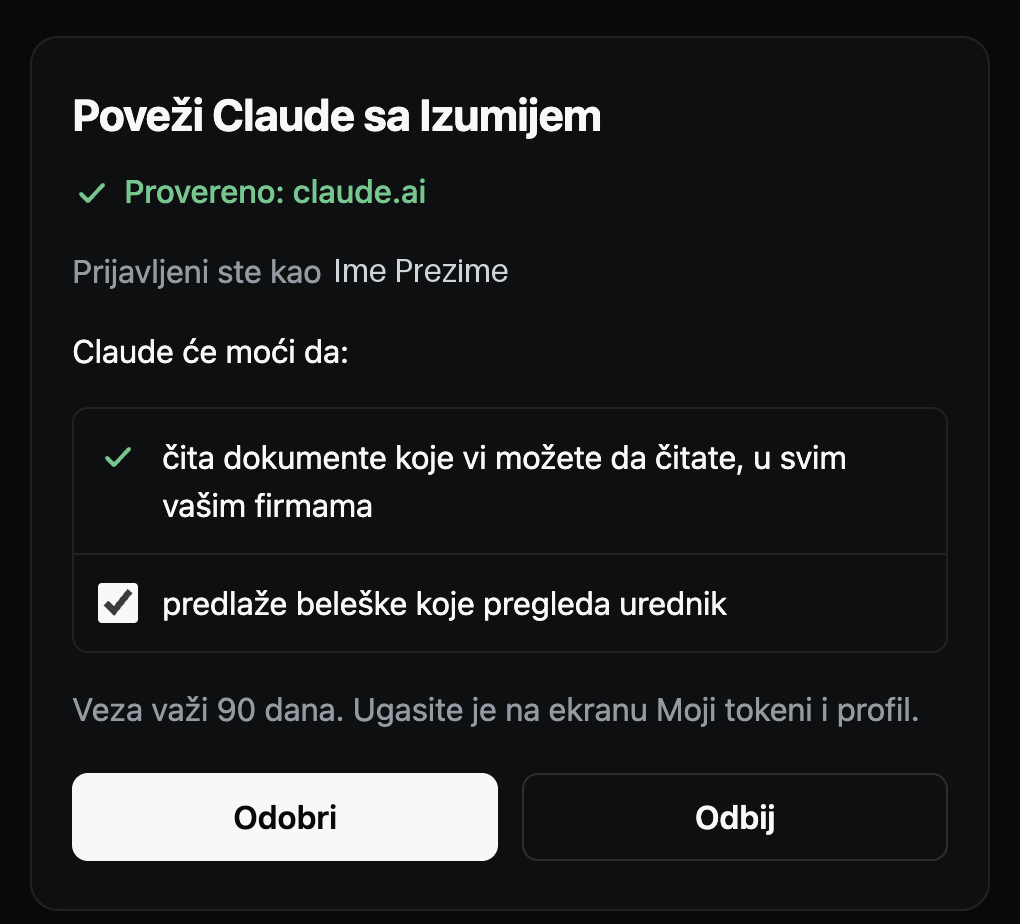 Poveži Claude sa Izumijem
Provereno: claude.ai
Prijavljeni ste kao Ime Prezime
Claude će moći da:
čita dokumente koje vi možete da čitate, u svim
vašim firmama
predlaže beleške koje pregleda urednik
Veza važi 90 dana. Ugasite je na ekranu Moji tokeni i profil.
Odobri
Odbij